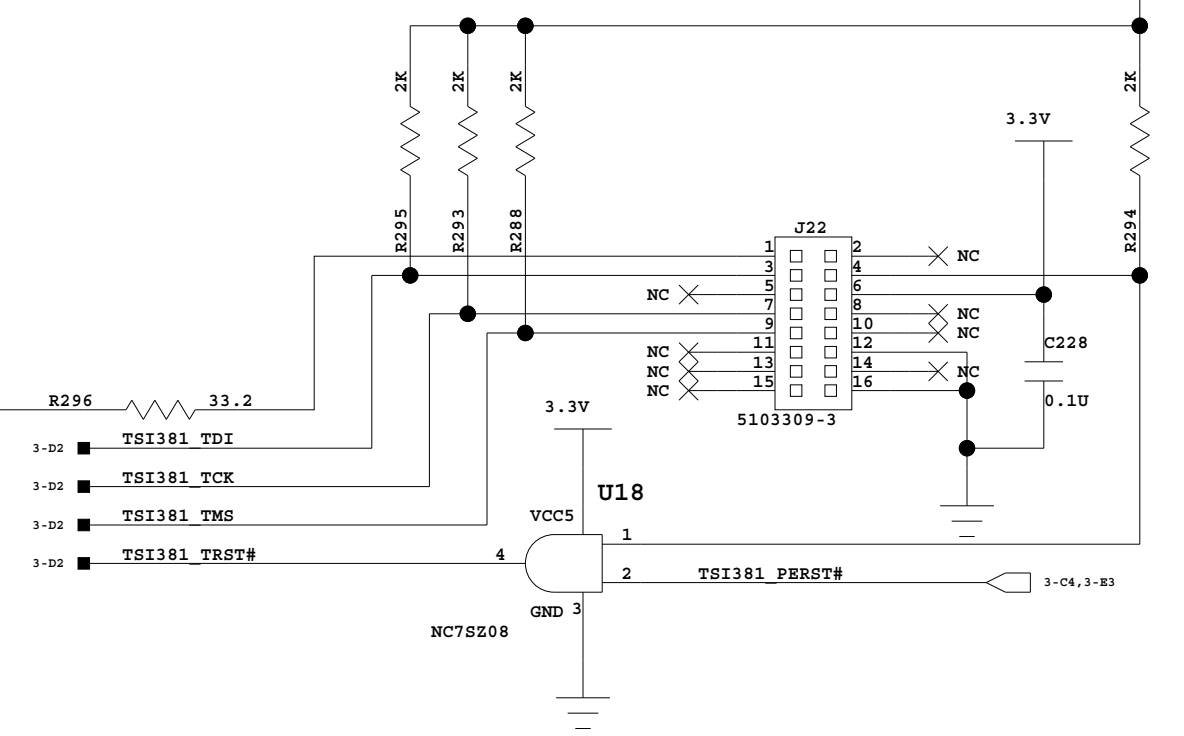 2K 2K 2K 2K
3.3V
R295 R293 R288 R294
J22
1 2 NC
3 4
NC 5 6
7 8 NC
9 10 NC
NC 11 12 C228
NC 13 14 NC
NC 15 16
R296 33.2 3.3V 5103309-3 0.1U
3-D2 TSI381_TDI
3-D2 TSI381_TCK
U18
3-D2 TSI381_TMS VCC5
1
3-D2 TSI381_TRST# 4
2 TSI381_PERST# 3-C4,3-E3
GND 3
NC7SZ08